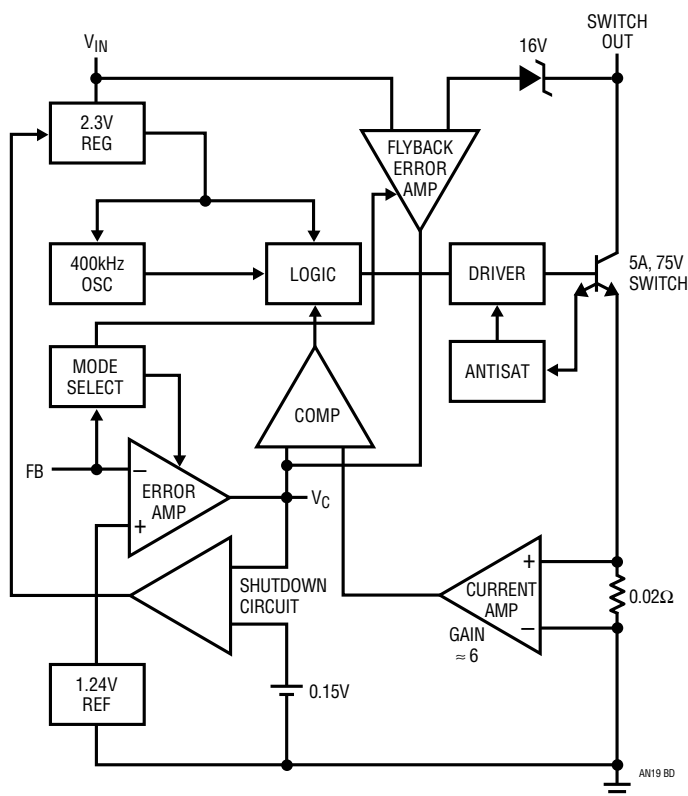 SWITCH
OUT
VIN
16V
2.3V
REG
FLYBACK
ERROR
AMP
400kHz
OSC
LOGIC
DRIVER
5A, 75V
SWITCH
MODE
SELECT
ANTISAT
COMP
FB
–
ERROR
AMP
+
VC
SHUTDOWN
CIRCUIT
+
CURRENT
AMP
–
GAIN
≈ 6
0.02Ω
1.24V
REF
0.15V
AN19 BD